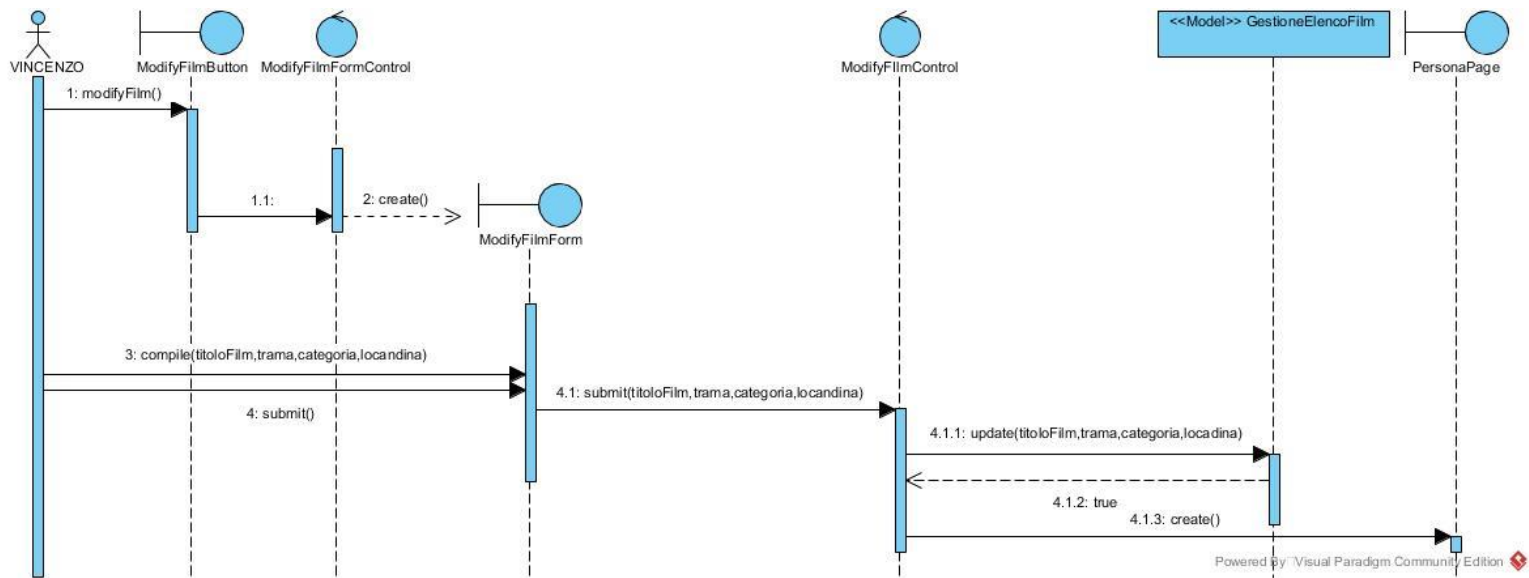 <<Model>> GestioneElencoFilm
VINCENZO
ModifyFilmButton
ModifyFilmFormControl
ModifyFIlmControl
PersonaPage
1: modifyFilm()
1.1:
2: create()
ModifyFilmForm
3: compile(titoloFilm,trama,categoria,locandina)
4: submit()
4.1: submit(titoloFilm,trama,categoria,locandina)
4.1.1: update(titoloFilm,trama,categoria,locadina)
4.1.2: true
4.1.3: create()
Powered By Visual Paradigm Community Edition